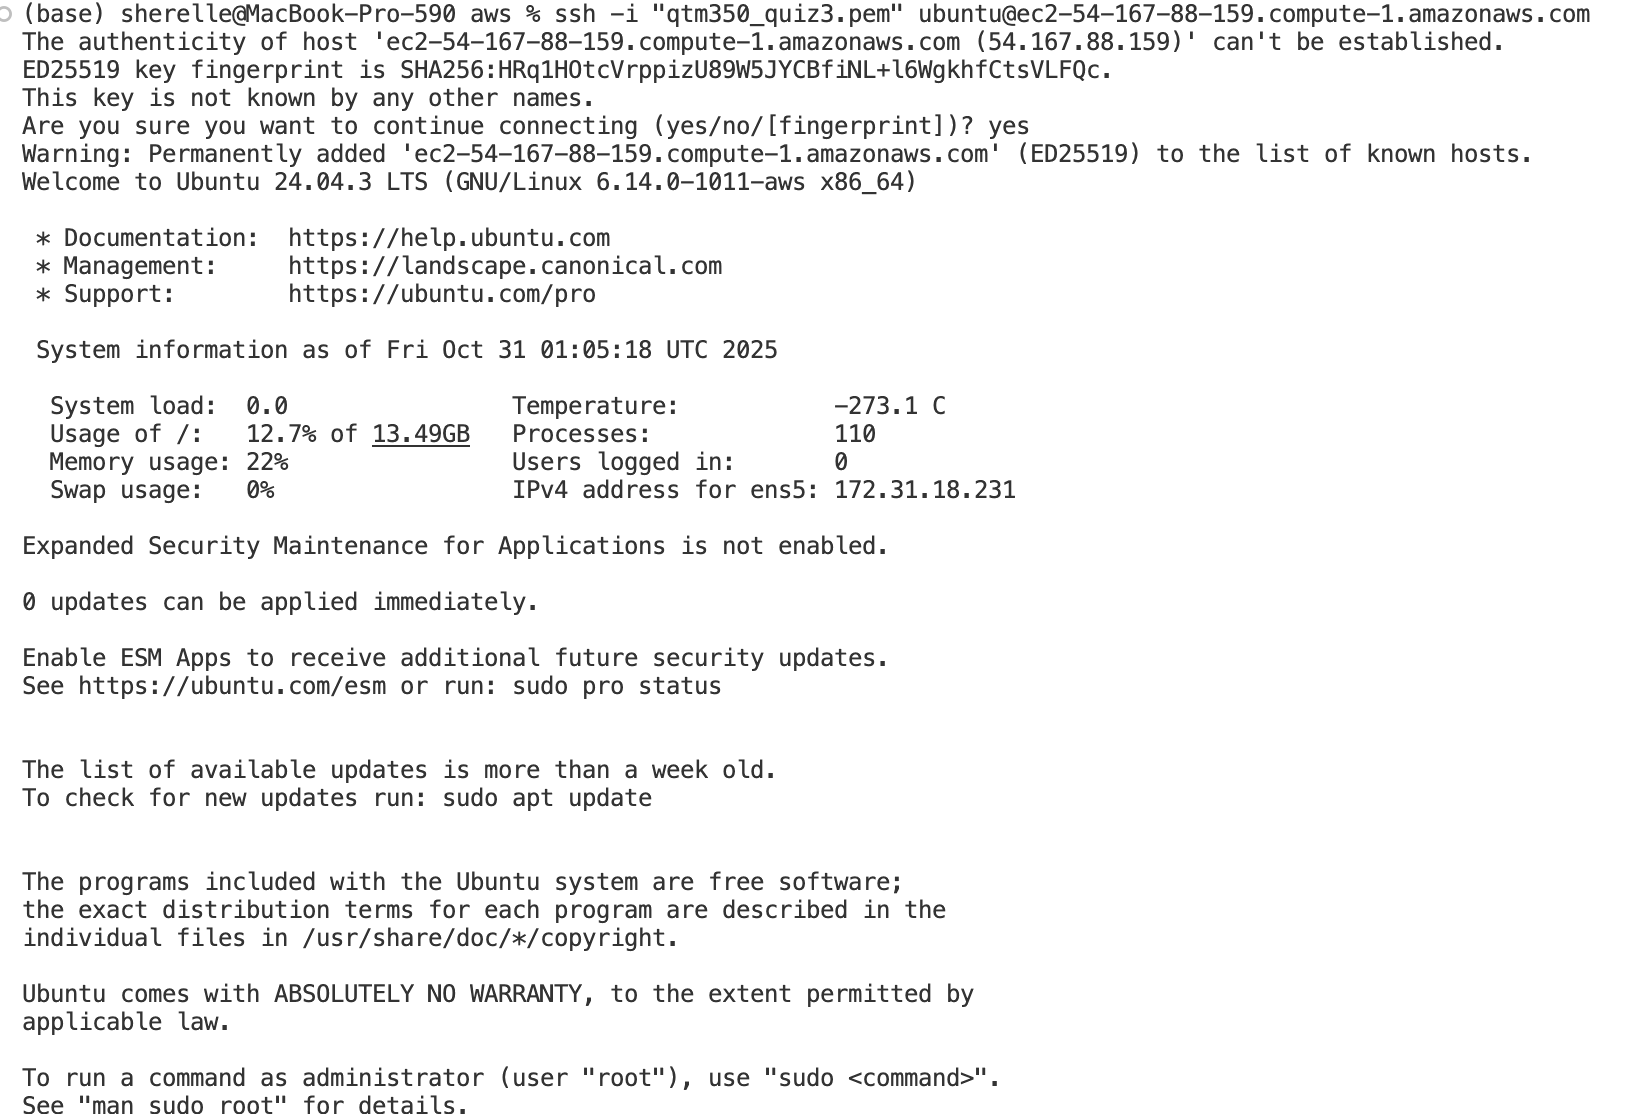 (base) sherelle@MacBook-Pro-590 aws % ssh -i "qtm350_quiz3.pem" ubuntu@ec2-54-167-88-159.compute-1.amazonaws.com
The authenticity of host 'ec2-54-167-88-159.compute-1.amazonaws.com (54.167.88.159)' can't be established.
ED25519 key fingerprint is SHA256:HRq1HOtcVrppizU89W5JYCBfiNL+l6WgkhfCtsVLFQc.
This key is not known by any other names.
Are you sure you want to continue connecting (yes/no/[fingerprint])? yes
Warning: Permanently added 'ec2-54-167-88-159.compute-1.amazonaws.com' (ED25519) to the list of known hosts.
Welcome to Ubuntu 24.04.3 LTS (GNU/Linux 6.14.0-1011-aws x86_64)
* Documentation:  https://help.ubuntu.com
* Management:     https://landscape.canonical.com
* Support:        https://ubuntu.com/pro
System information as of Fri Oct 31 01:05:18 UTC 2025
System load:  0.0                Temperature:           -273.1 C
Usage of /:   12.7% of 13.49GB   Processes:             110
Memory usage: 22%                Users logged in:       0
Swap usage:   0%                 IPv4 address for ens5: 172.31.18.231
Expanded Security Maintenance for Applications is not enabled.
0 updates can be applied immediately.
Enable ESM Apps to receive additional future security updates.
See https://ubuntu.com/esm or run: sudo pro status
The list of available updates is more than a week old.
To check for new updates run: sudo apt update
The programs included with the Ubuntu system are free software;
the exact distribution terms for each program are described in the
individual files in /usr/share/doc/*/copyright.
Ubuntu comes with ABSOLUTELY NO WARRANTY, to the extent permitted by
applicable law.
To run a command as administrator (user "root"), use "sudo <command>".
See "man sudo_root" for details.